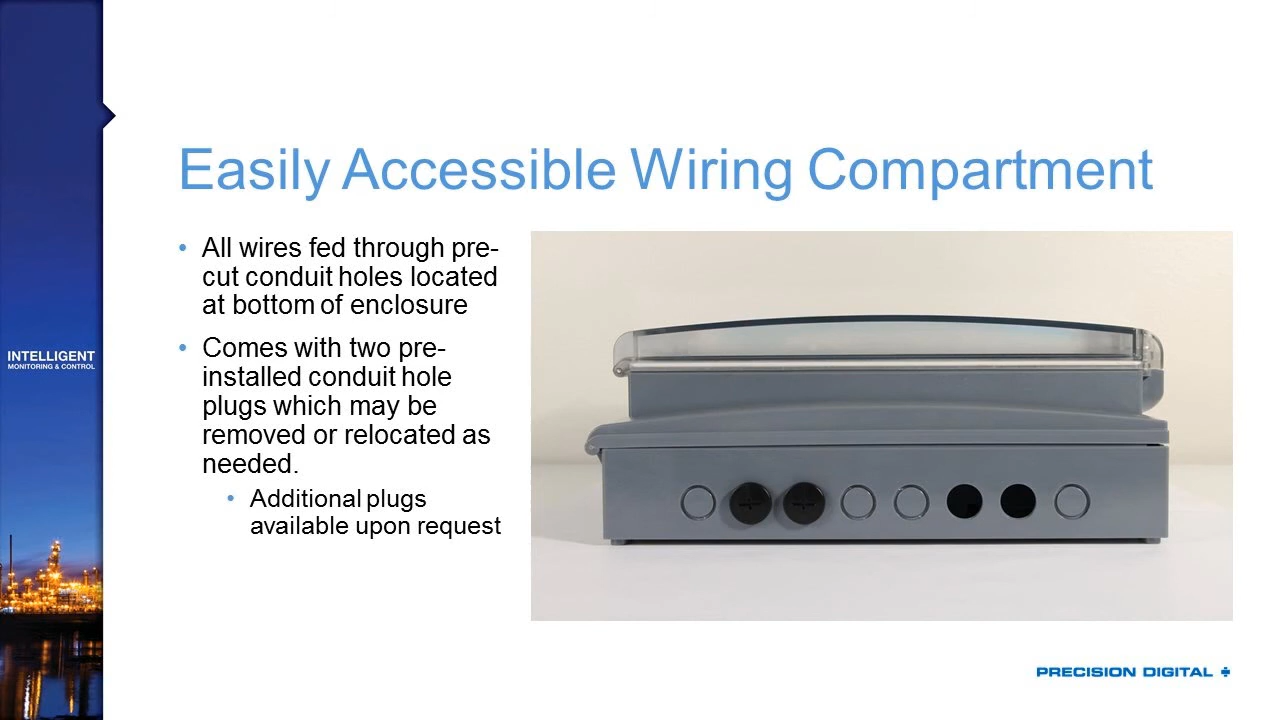 Easily Accessible Wiring Compartment
• All wires fed through pre-
cut conduit holes located
at bottom of enclosure
• Comes with two pre-
installed conduit hole
plugs which may be
removed or relocated as
needed.
• Additional plugs
available upon request
INTELLIGENT
MONITORING & CONTROL
PRECISION DIGITAL